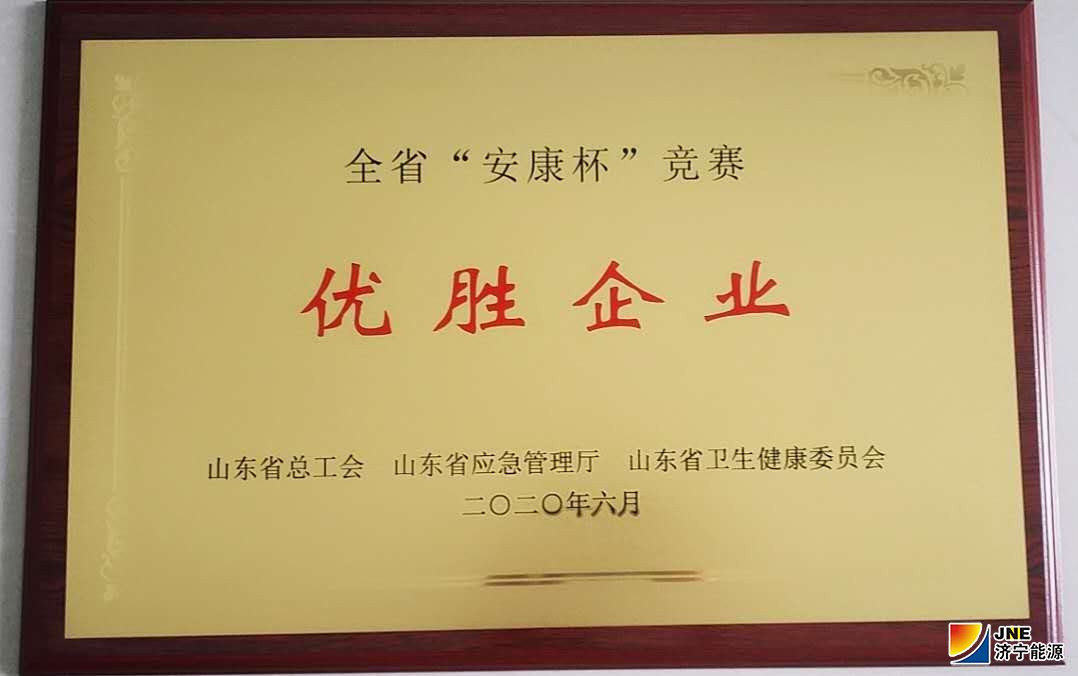 全省“安康杯”竞赛
优胜企业
山东省总工会 山东省应急管理厅 山东省卫生健康委员会
二〇二〇年六月
JNE
济宁能源